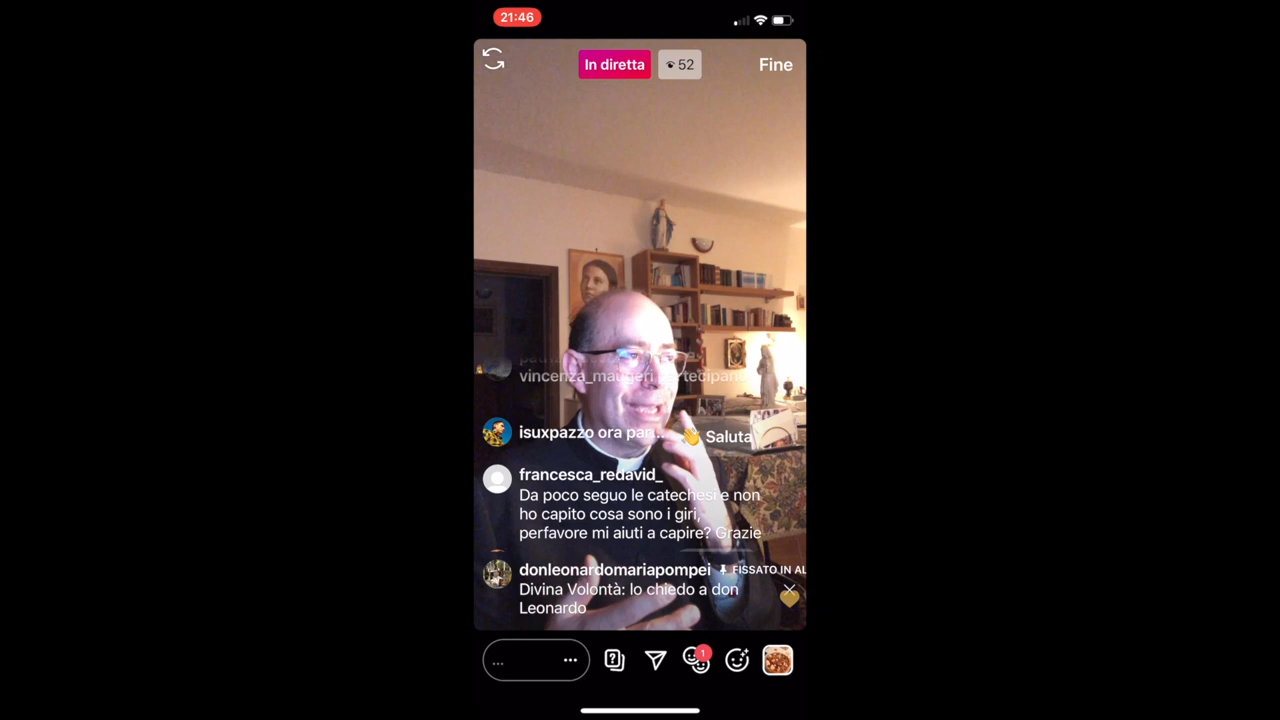 21:46
In diretta
52
Fine
vincenza_maugeri partecipano
isuxpazzo ora par...
👋 Saluta
francesca_redavid_
Da poco seguo le catechesi e non
ho capito cosa sono i giri,
perfavore mi aiuti a capire? Grazie
donleonardomariapompei FISSATO IN AL
Divina Volontà: lo chiedo a don
Leonardo
...
1